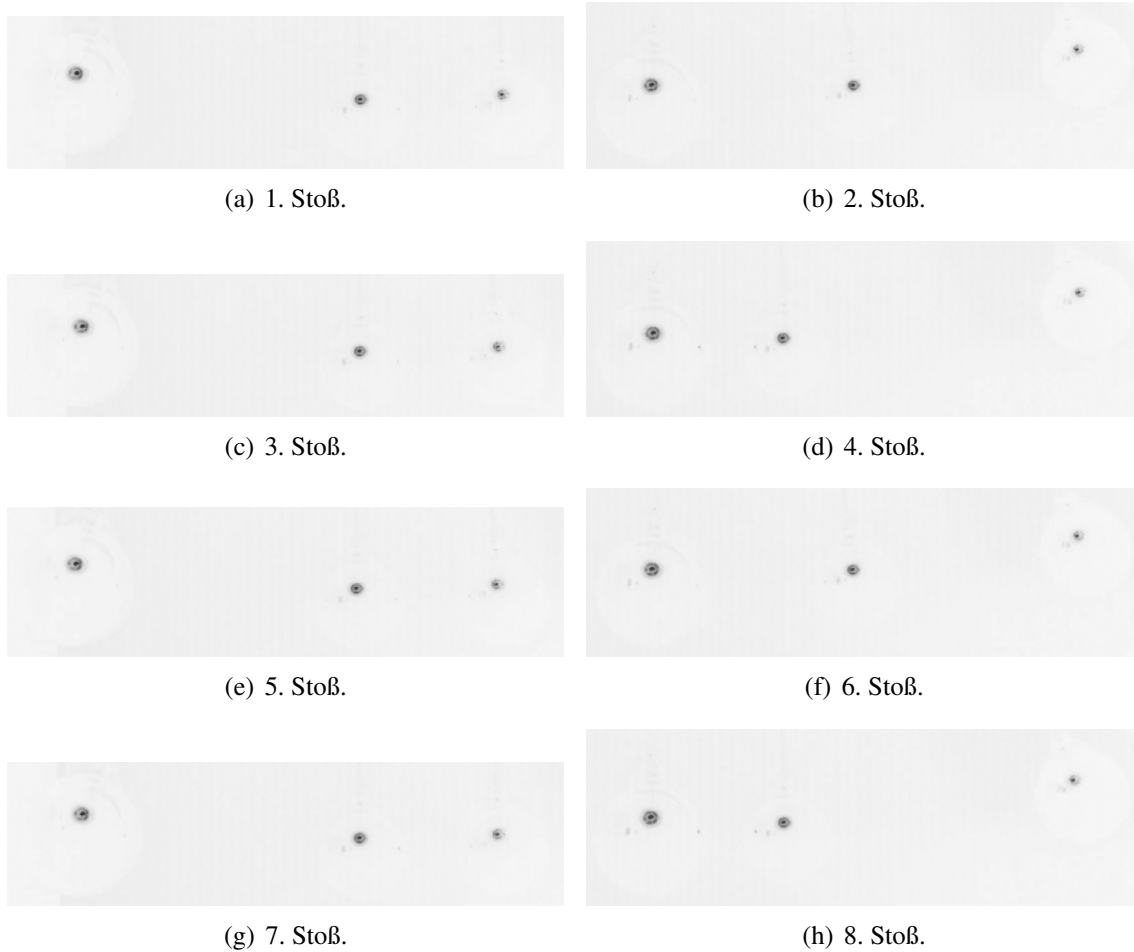 (a) 1. Stoß.
(b) 2. Stoß.
(c) 3. Stoß.
(d) 4. Stoß.
(e) 5. Stoß.
(f) 6. Stoß.
(g) 7. Stoß.
(h) 8. Stoß.